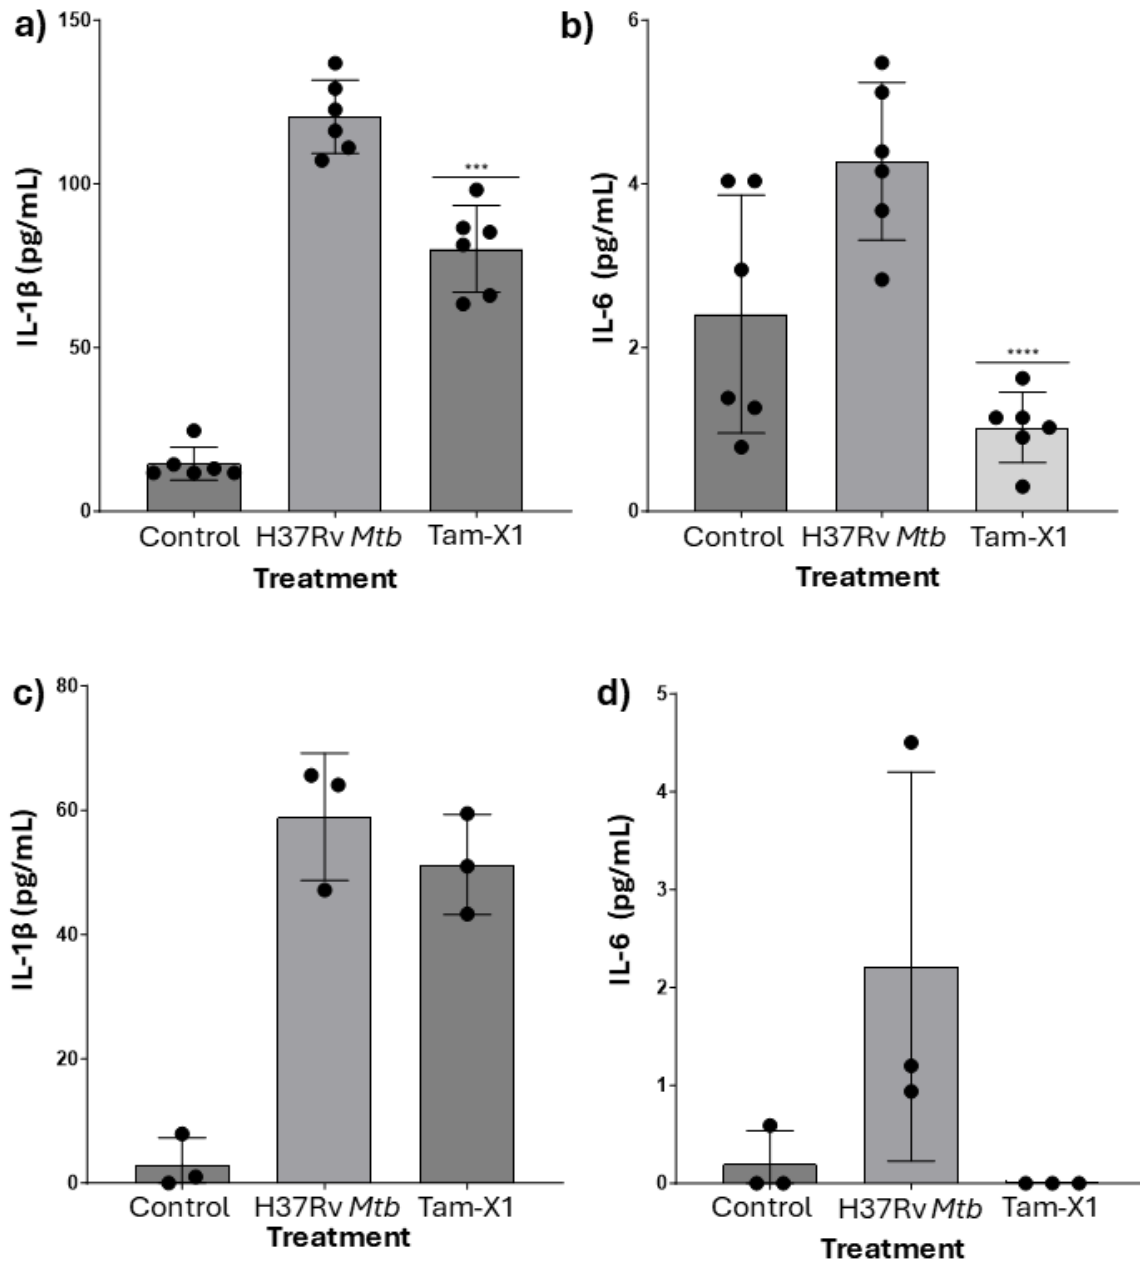 a)
150
100
50
0
IL-1β (pg/mL)
***
Control H37Rv Mtb Tam-X1
Treatment
b)
6
4
2
0
IL-6 (pg/mL)
****
Control H37Rv Mtb Tam-X1
Treatment
c)
80
60
40
20
0
IL-1β (pg/mL)
Control H37Rv Mtb Tam-X1
Treatment
d)
5
4
3
2
1
0
IL-6 (pg/mL)
Control H37Rv Mtb Tam-X1
Treatment